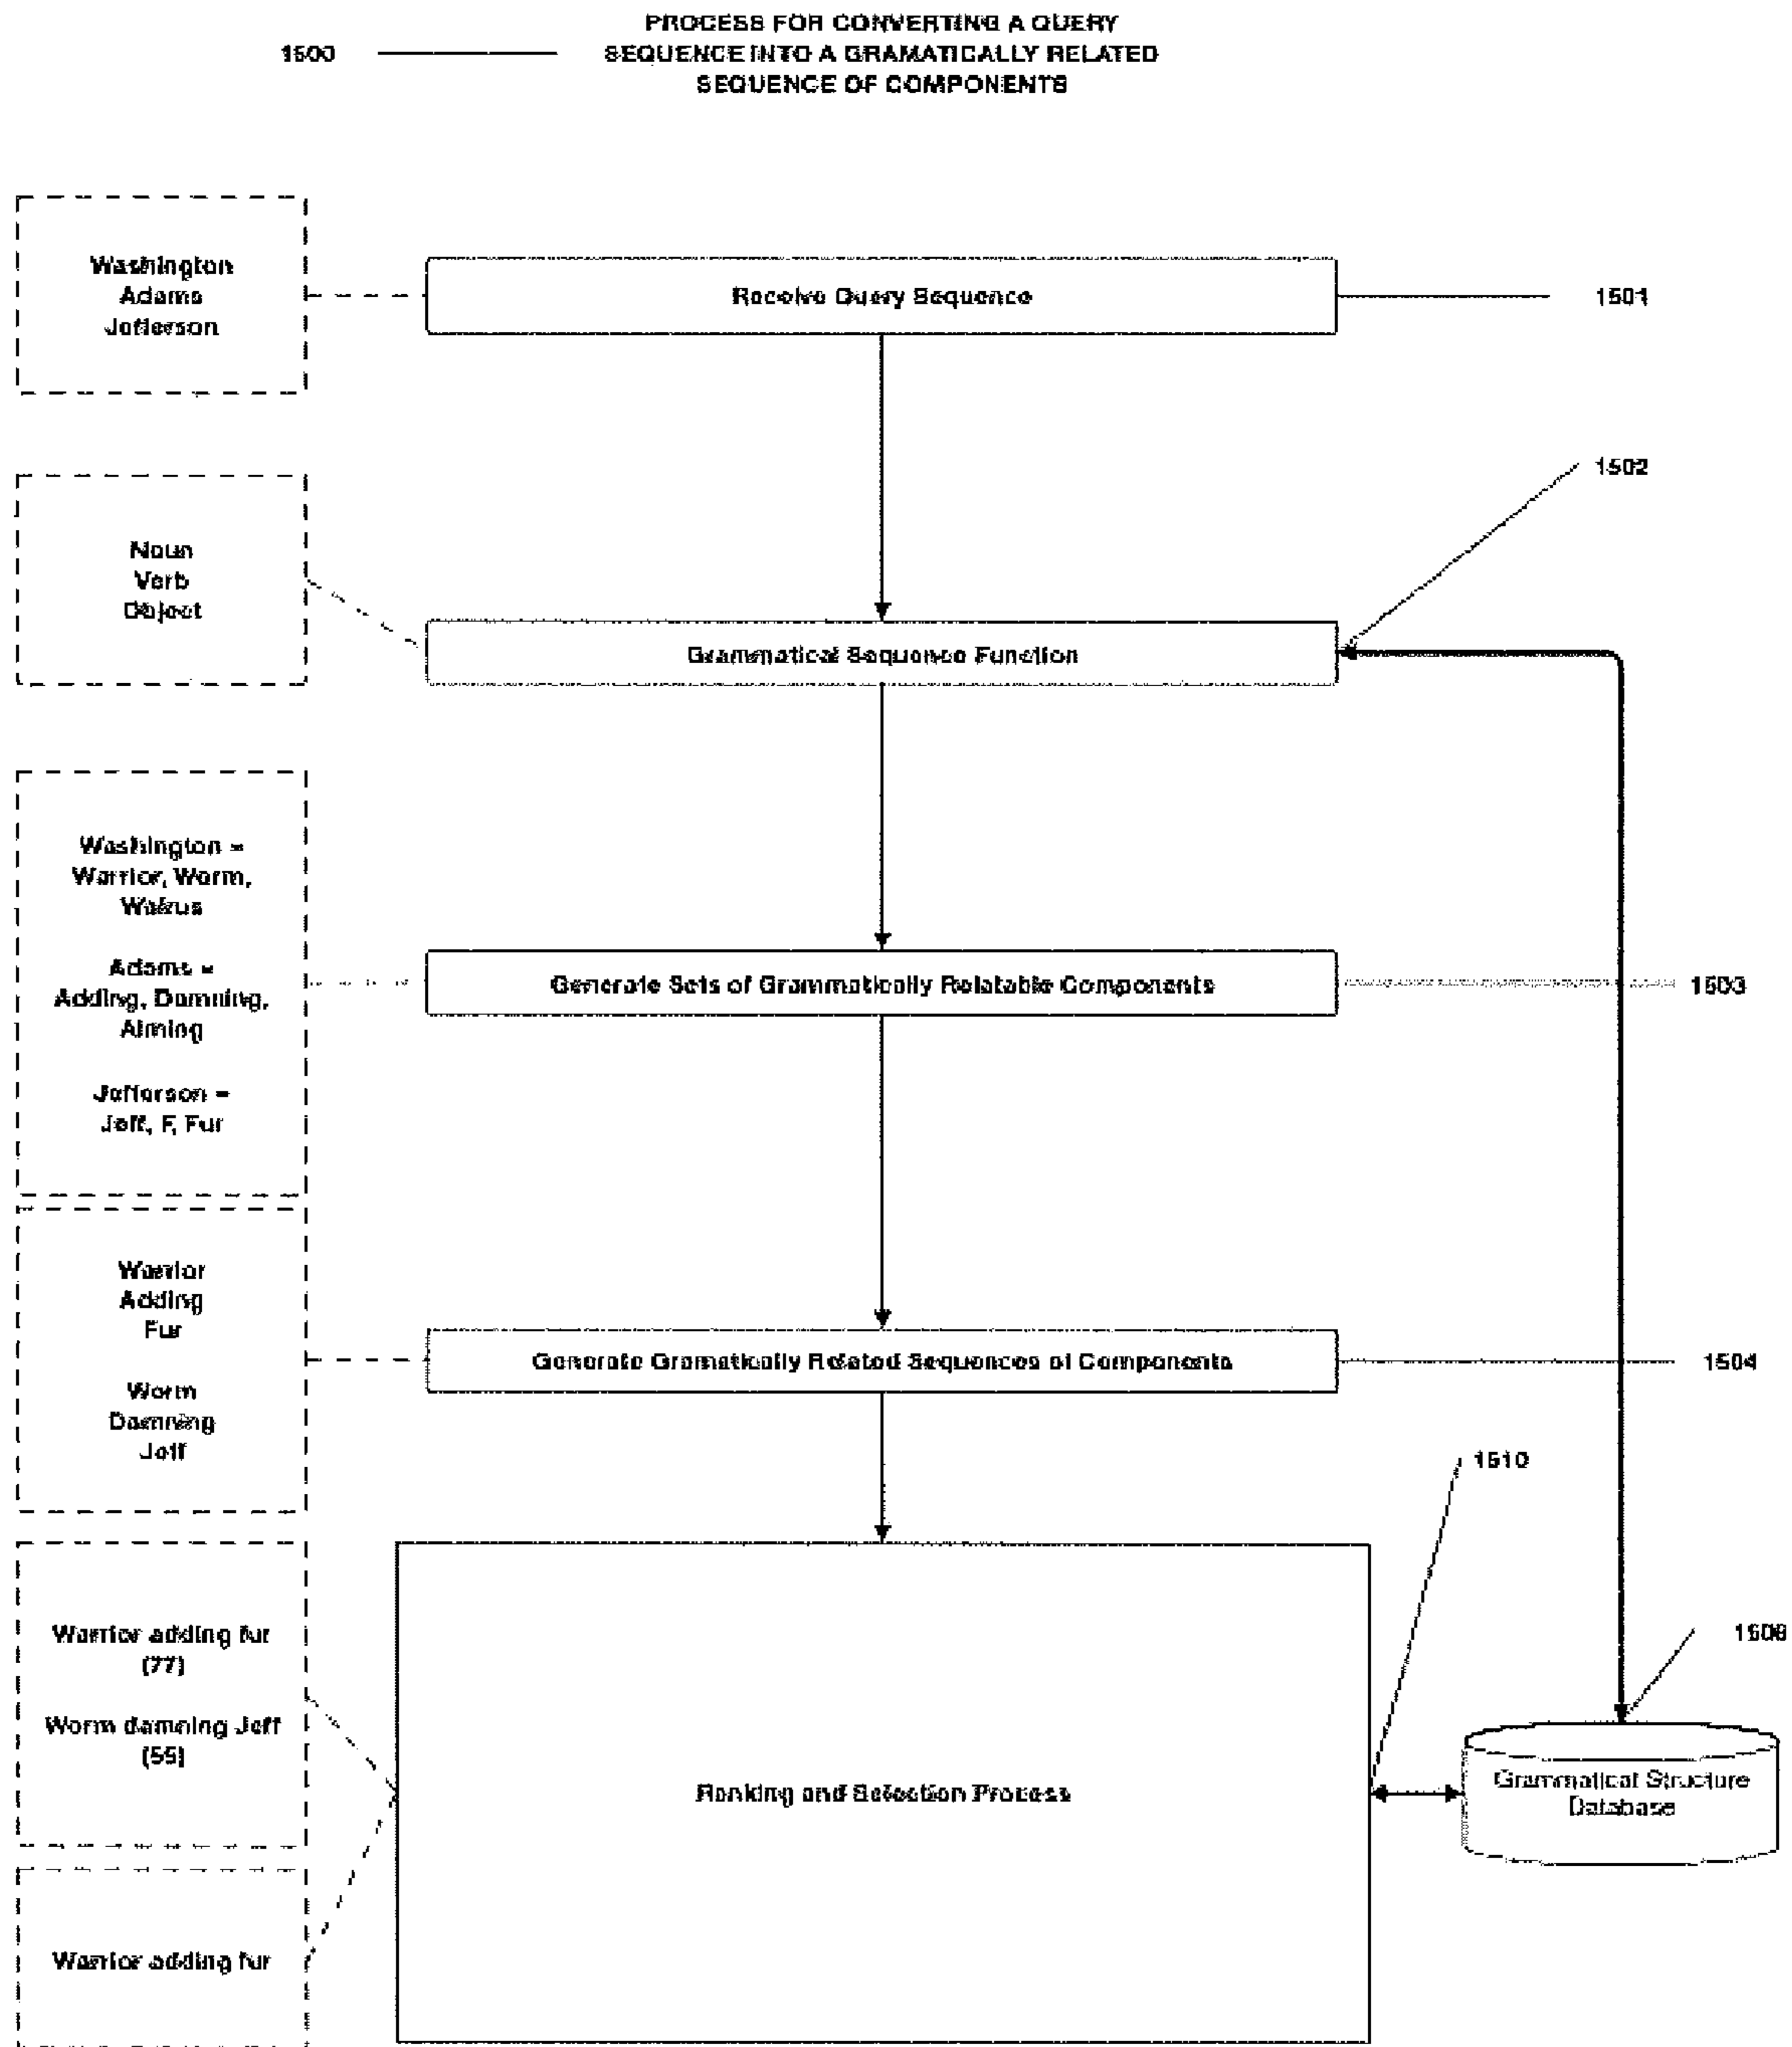 PROCESS FOR CONVERTING A QUERY
1500
SEQUENCE INTO A GRAMATICALLY RELATED
SEQUENCE OF COMPONENTS
Washington
Adams
Jefferson
Receive Query Sequence
1501
1502
Noun
Verb
Object
Grammatical Sequence Function
Washington =
Warrior, Worm,
Walrus
Adams =
Adding, Damning,
Aiming
Jefferson =
Jeff, F, Fur
Generate Sets of Grammatically Relatable Components
1503
Warrior
Adding
Fur
Worm
Damning
Jeff
Generate Gramatically Related Sequences of Components
1504
1510
Warrior adding fur
(77)
Worm damning Jeff
(55)
Ranking and Selection Process
Grammatical Structure
Database
Warrior adding fur